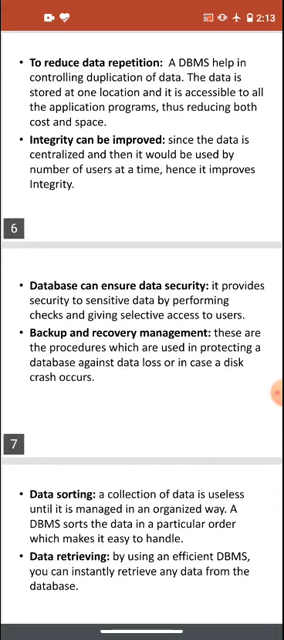 2:13
• To reduce data repetition: A DBMS help in
controlling duplication of data. The data is
stored at one location and it is accessible to all
the application programs, thus reducing both
cost and space.
• Integrity can be improved: since the data is
centralized and then it would be used by
number of users at a time, hence it improves
Integrity.
6
• Database can ensure data security: it provides
security to sensitive data by performing
checks and giving selective access to users.
• Backup and recovery management: these are
the procedures which are used in protecting a
database against data loss or in case a disk
crash occurs.
7
• Data sorting: a collection of data is useless
until it is managed in an organized way. A
DBMS sorts the data in a particular order
which makes it easy to handle.
• Data retrieving: by using an efficient DBMS,
you can instantly retrieve any data from the
database.